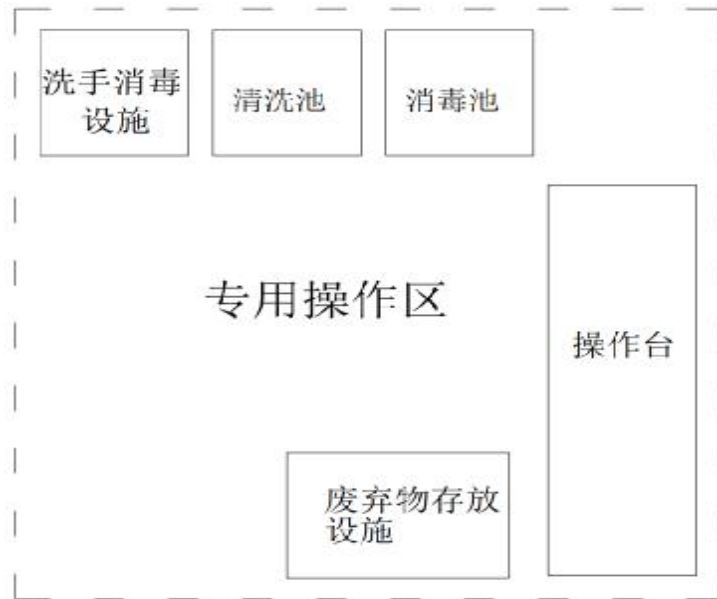 洗手消毒
设施
清洗池
消毒池
专用操作区
操作台
废弃物存放
设施